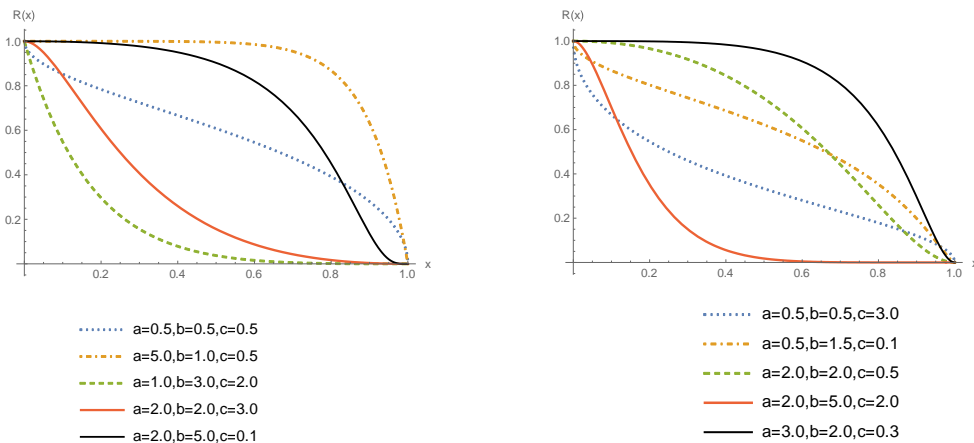 R(x)
1.0
0.8
0.6
0.4
0.2
0.2 0.4 0.6 0.8 1.0 x
a=0.5,b=0.5,c=0.5
a=5.0,b=1.0,c=0.5
a=1.0,b=3.0,c=2.0
a=2.0,b=2.0,c=3.0
a=2.0,b=5.0,c=0.1
R(x)
1.0
0.8
0.6
0.4
0.2
0.2 0.4 0.6 0.8 1.0 x
a=0.5,b=0.5,c=3.0
a=0.5,b=1.5,c=0.1
a=2.0,b=2.0,c=0.5
a=2.0,b=5.0,c=2.0
a=3.0,b=2.0,c=0.3